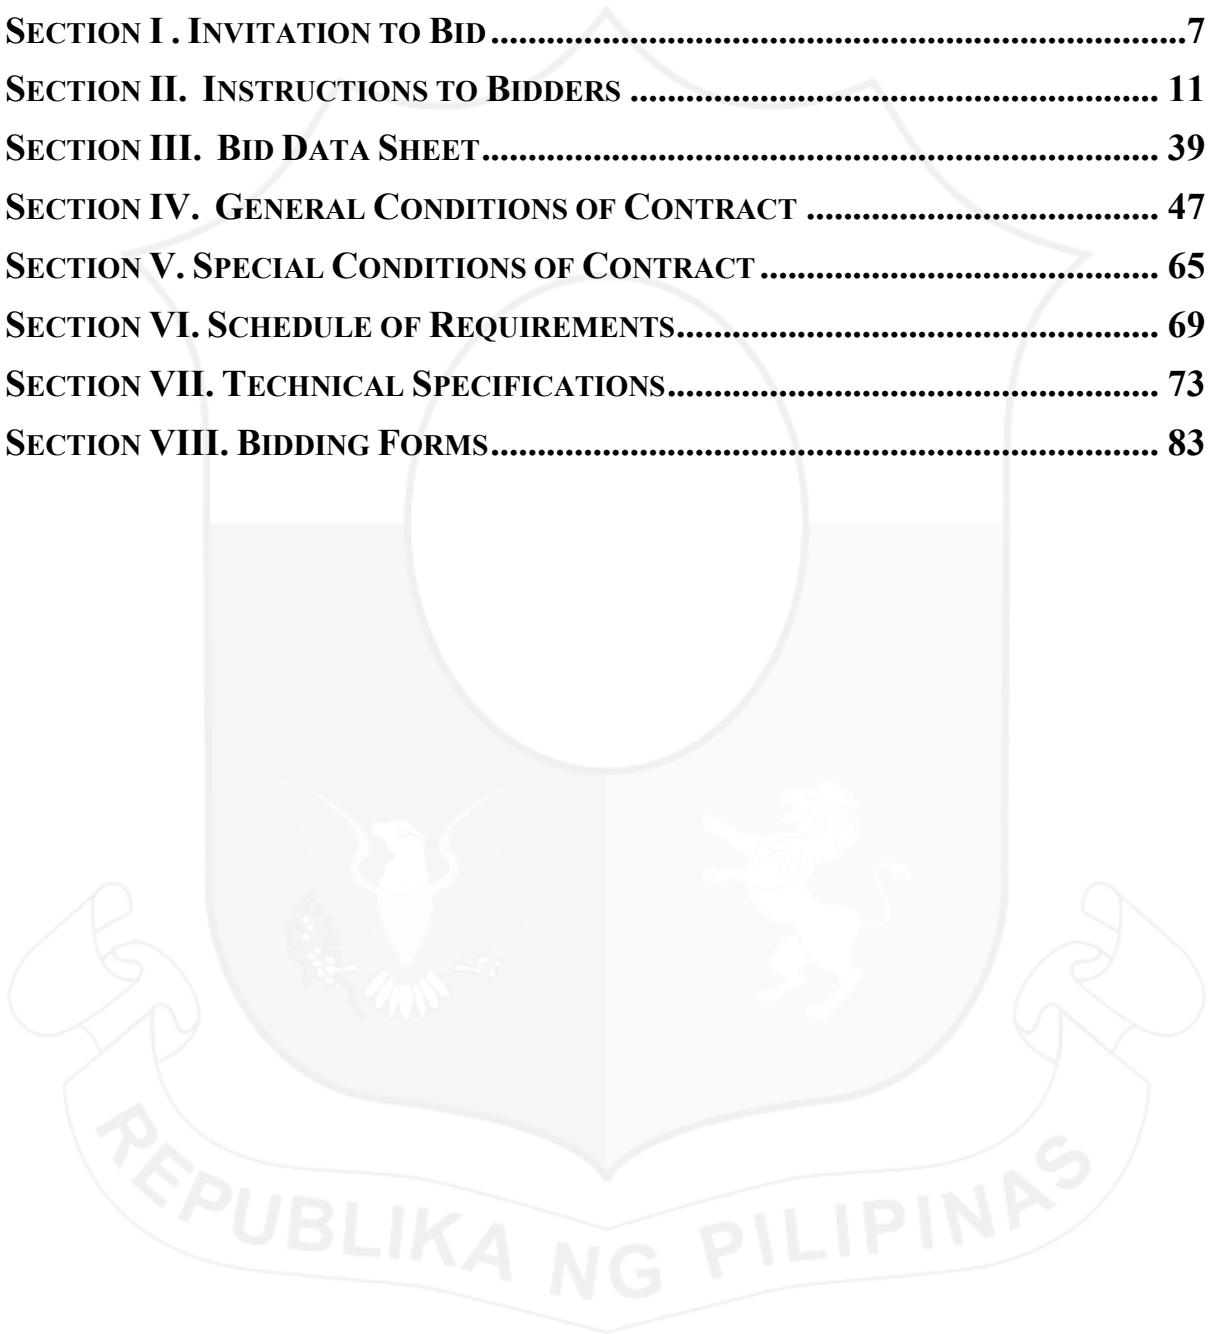 SECTION I . INVITATION TO BID..........................................................................7
SECTION II. INSTRUCTIONS TO BIDDERS ......................................................... 11
SECTION III. BID DATA SHEET......................................................................... 39
SECTION IV. GENERAL CONDITIONS OF CONTRACT ...................................... 47
SECTION V. SPECIAL CONDITIONS OF CONTRACT ........................................... 65
SECTION VI. SCHEDULE OF REQUIREMENTS.................................................... 69
SECTION VII. TECHNICAL SPECIFICATIONS..................................................... 73
SECTION VIII. BIDDING FORMS........................................................................ 83
REPUBLIKA NG PILIPINAS